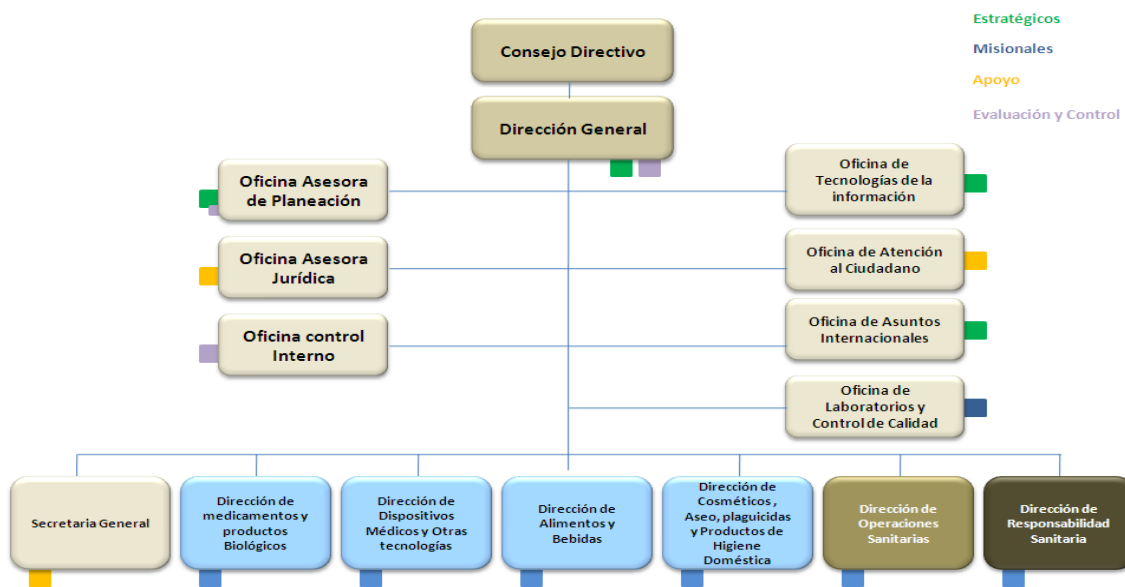 Estratégicos
Misionales
Apoyo
Evaluación y Control
Consejo Directivo
Dirección General
Oficina Asesora
de Planeación
Oficina de
Tecnologías de la
información
Oficina Asesora
Jurídica
Oficina de Atención
al Ciudadano
Oficina control
Interno
Oficina de Asuntos
Internacionales
Oficina de
Laboratorios y
Control de Calidad
Secretaria General
Dirección de
medicamentos y
productos
Biológicos
Dirección de
Dispositivos
Médicos y Otras
tecnologías
Dirección de
Alimentos y
Bebidas
Dirección de
Cosméticos ,
Aseo, plaguicidas
y Productos de
Higiene
Doméstica
Dirección de
Operaciones
Sanitarias
Dirección de
Responsabilidad
Sanitaria